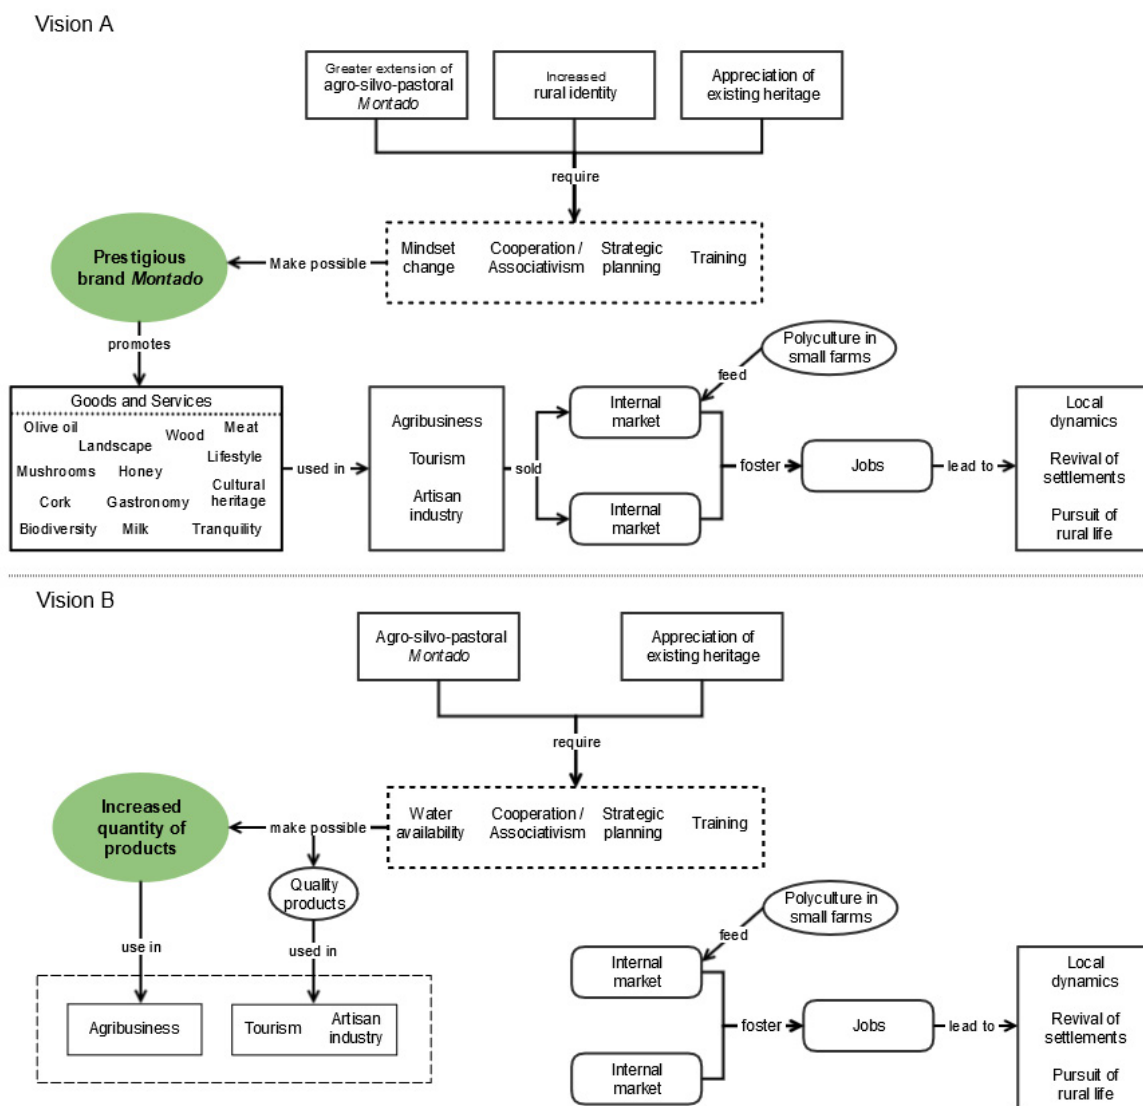 Vision A
Greater extension of
agro-silvo-pastoral
Montado
Increased
rural identity
Appreciation of
existing heritage
require
Prestigious
brand Montado
Make possible
Mindset
change
Cooperation /
Associativism
Strategic
planning
Training
promotes
Polyculture in
small farms
feed
Goods and Services
Olive oil
Landscape
Wood
Meat
Lifestyle
Mushrooms
Honey
Cultural
heritage
Cork
Gastronomy
Biodiversity
Milk
Tranquility
used in
Agribusiness
Tourism
Artisan
industry
sold
Internal
market
Internal
market
foster
Jobs
lead to
Local
dynamics
Revival of
settlements
Pursuit of
rural life
Vision B
Agro-silvo-pastoral
Montado
Appreciation of
existing heritage
require
Increased
quantity of
products
make possible
Water
availability
Cooperation /
Associativism
Strategic
planning
Training
Quality
products
use in
used in
Agribusiness
Tourism
Artisan
industry
Polyculture in
small farms
feed
Internal
market
Internal
market
foster
Jobs
lead to
Local
dynamics
Revival of
settlements
Pursuit of
rural life